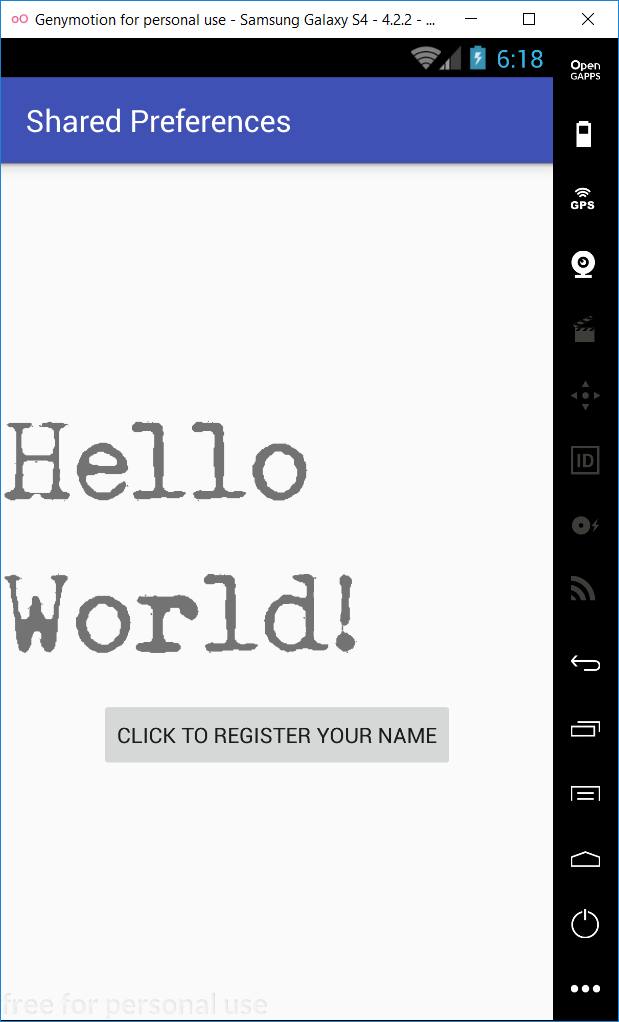 Genymotion for personal use - Samsung Galaxy S4 - 4.2.2 - ...
6:18
Open
GAPPS
Shared Preferences
GPS
ID
Hello
World!
CLICK TO REGISTER YOUR NAME
free for personal use